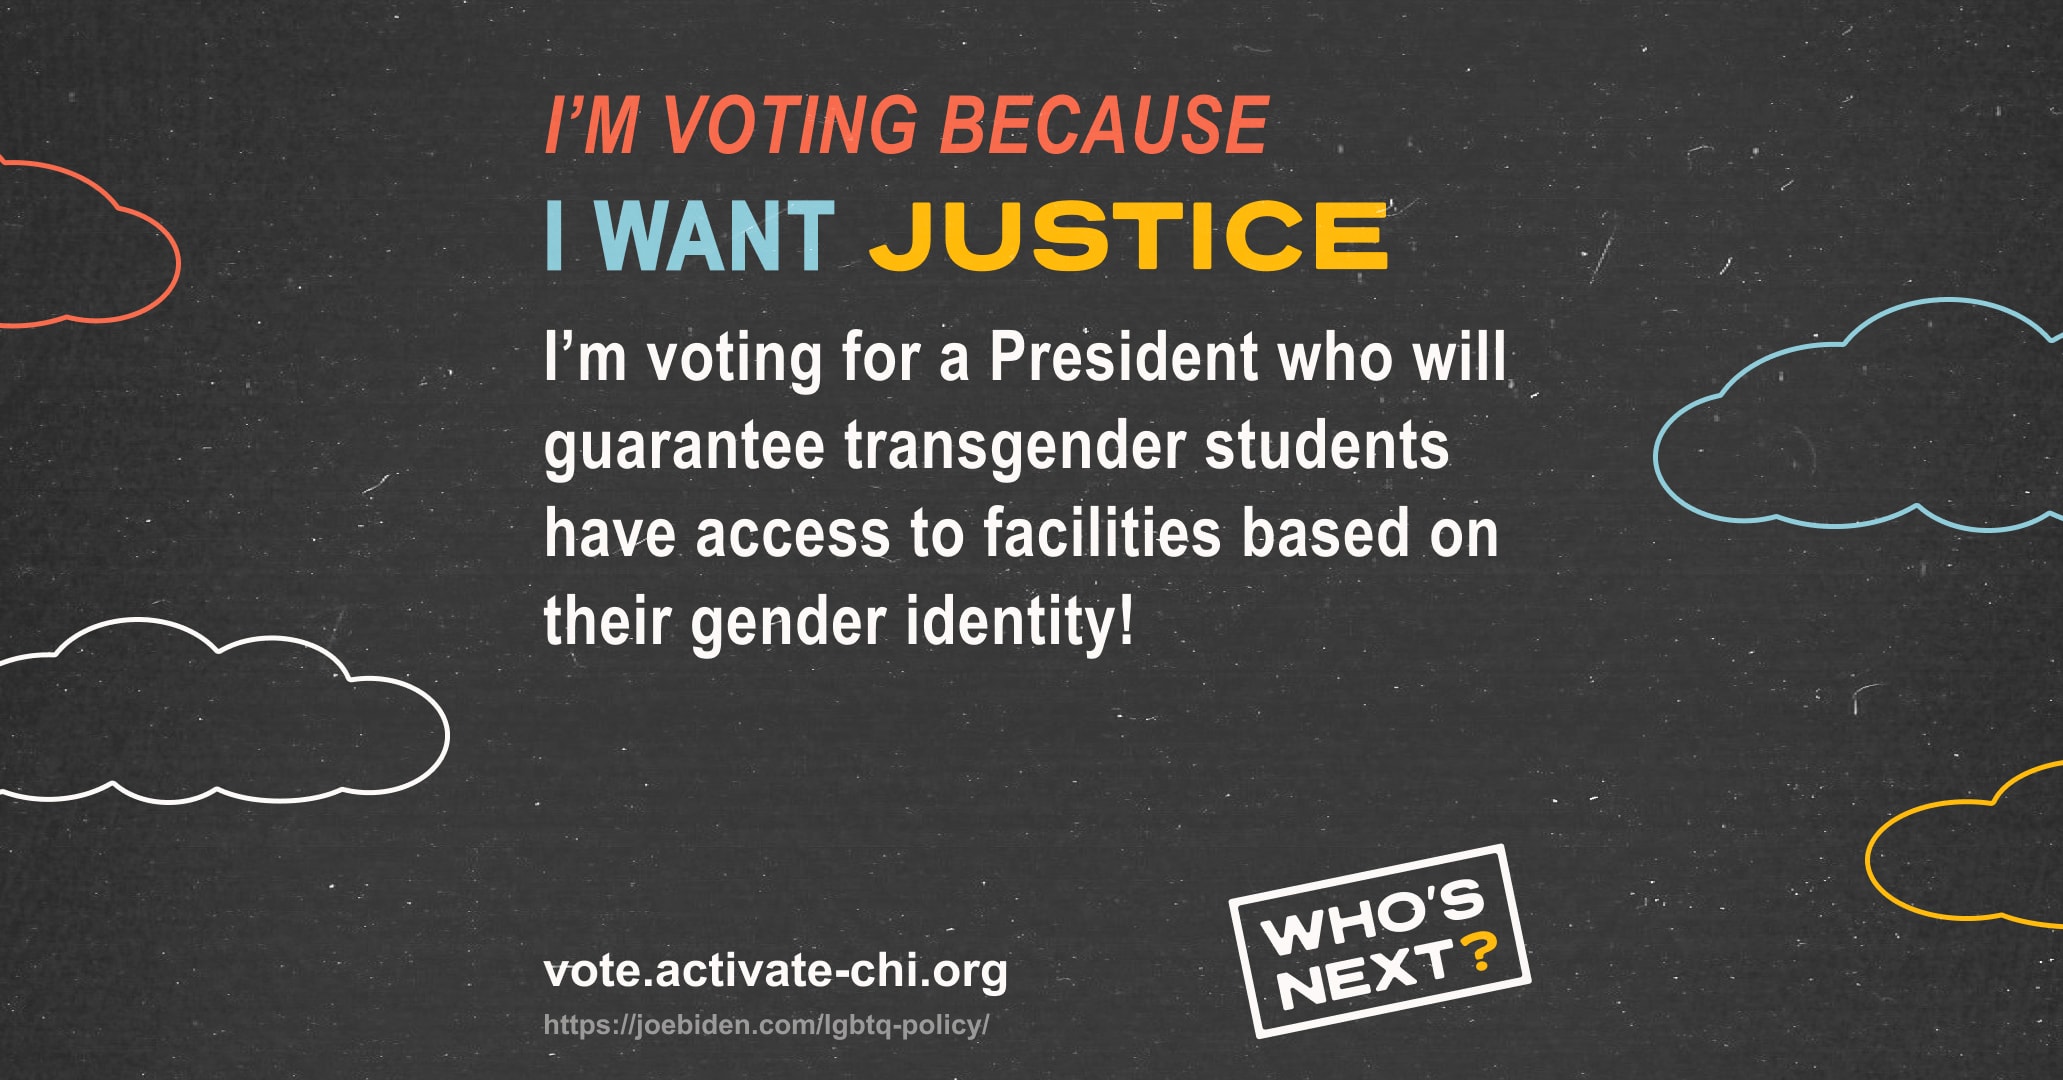 I’M VOTING BECAUSE
I WANT JUSTICE
I’m voting for a President who will
guarantee transgender students
have access to facilities based on
their gender identity!
WHO’S
NEXT?
vote.activate-chi.org
https://joebiden.com/lgbtq-policy/